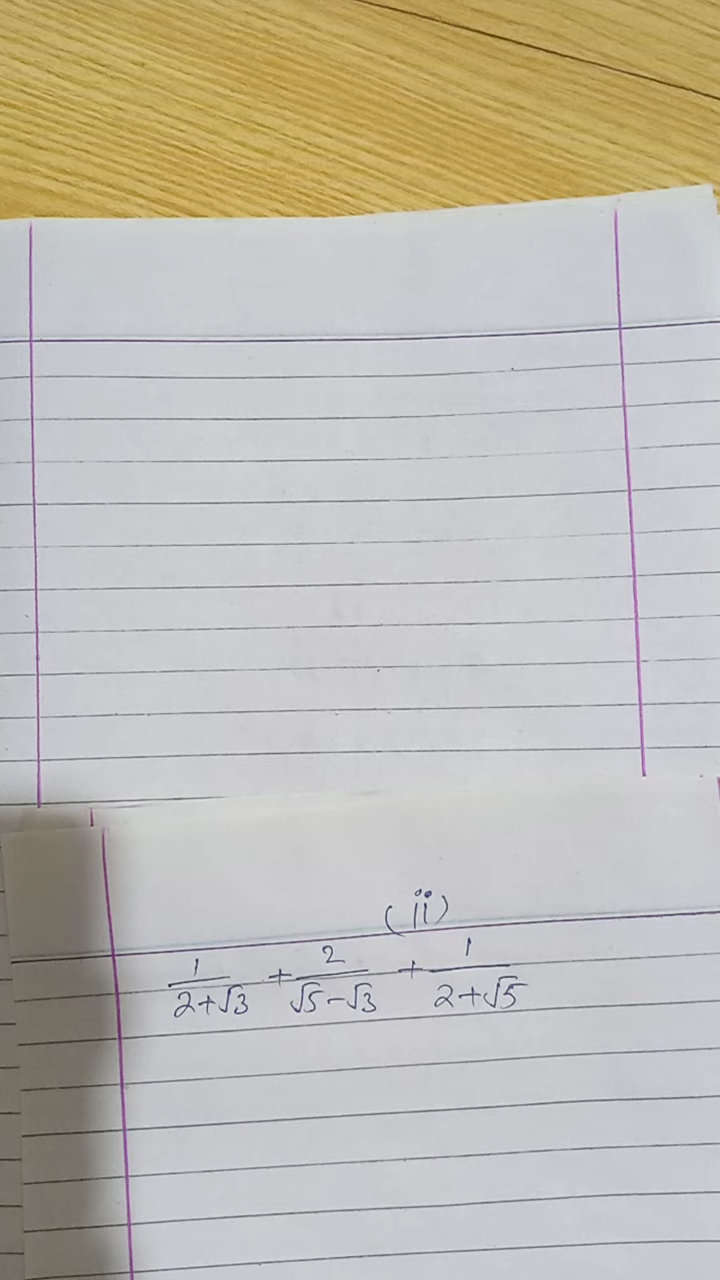 (ii)
1/(2+√3) + 2/(√5-√3) + 1/(2+√5)